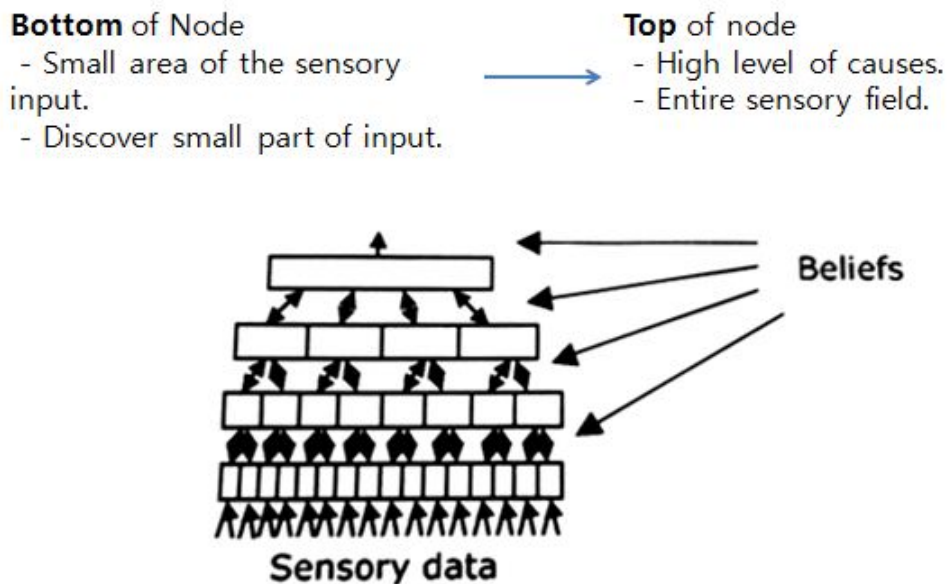 Bottom of Node
- Small area of the sensory
input.
- Discover small part of input.
Top of node
- High level of causes.
- Entire sensory field.
Beliefs
Sensory data